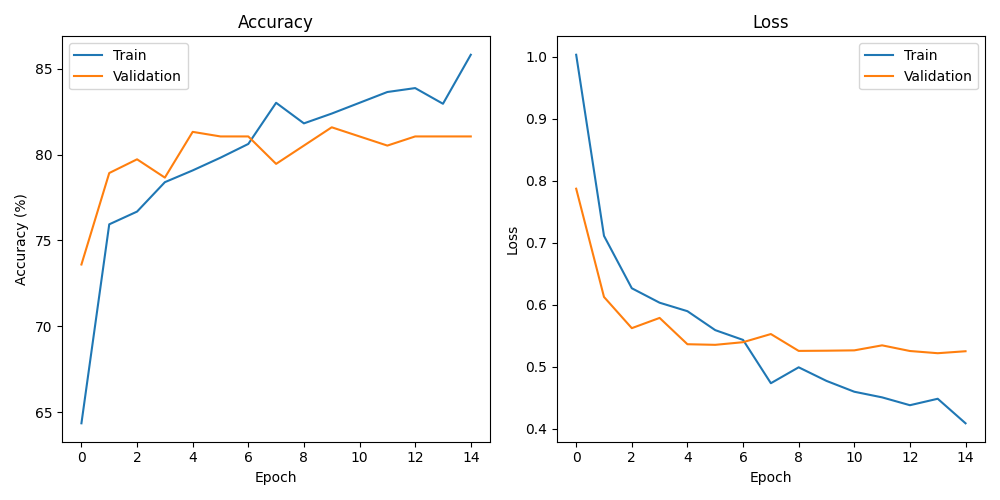 Accuracy
Train
Validation
85
80
75
70
65
Accuracy (%)
0 2 4 6 8 10 12 14
Epoch
Loss
Train
Validation
1.0
0.9
0.8
0.7
0.6
0.5
0.4
Loss
0 2 4 6 8 10 12 14
Epoch